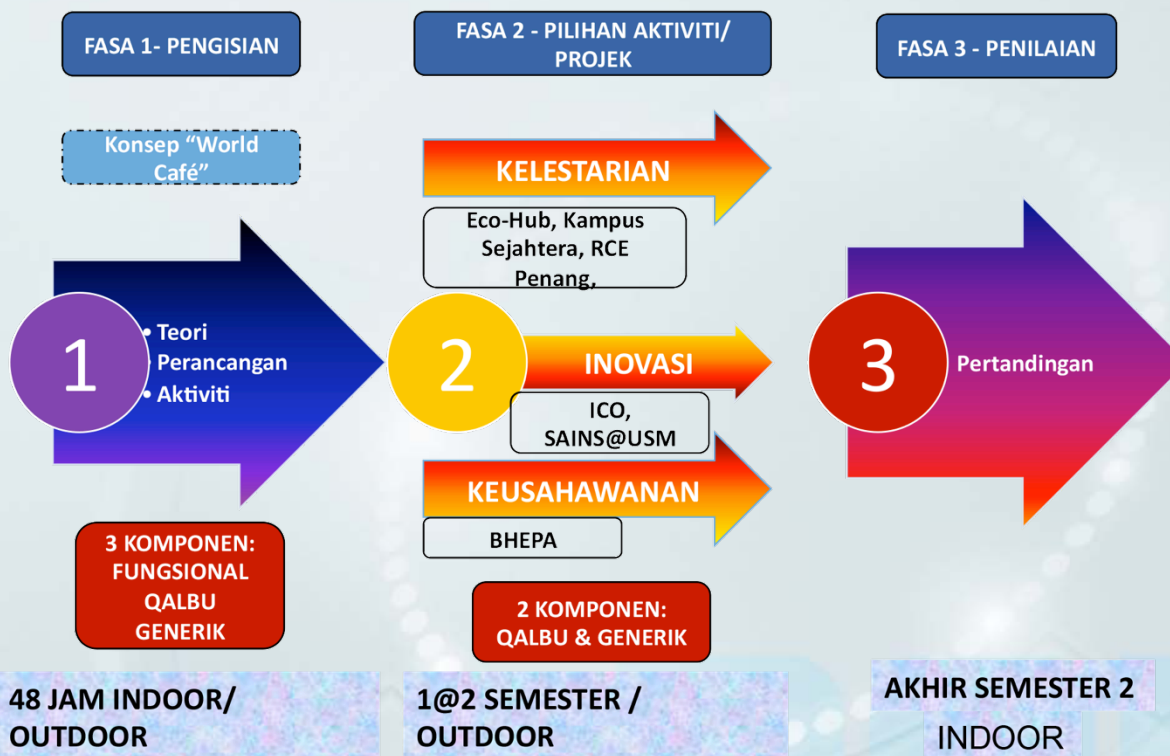 FASA 1- PENGISIAN
Konsep “World
Café”
1
• Teori
• Perancangan
• Aktiviti
3 KOMPONEN:
FUNGSIONAL
QALBU
GENERIK
48 JAM INDOOR/
OUTDOOR
FASA 2 - PILIHAN AKTIVITI/
PROJEK
KELESTARIAN
Eco-Hub, Kampus
Sejahtera, RCE
Penang,
2
INOVASI
ICO,
SAINS@USM
KEUSAHAWANAN
BHEPA
2 KOMPONEN:
QALBU & GENERIK
1@2 SEMESTER /
OUTDOOR
FASA 3 - PENILAIAN
3
Pertandingan
AKHIR SEMESTER 2
INDOOR